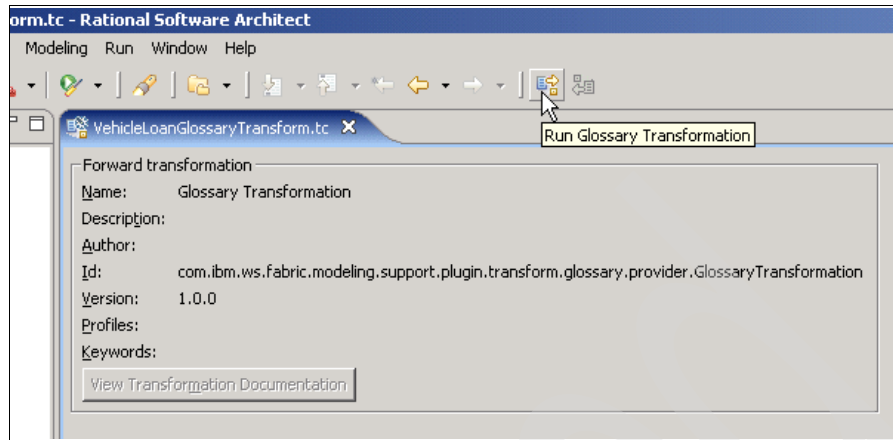 orm.tc - Rational Software Architect
Modeling Run Window Help
VehicleLoanGlossaryTransform.tc
Run Glossary Transformation
Forward transformation
Name: Glossary Transformation
Description:
Author:
Id: com.ibm.ws.fabric.modeling.support.plugin.transform.glossary.provider.GlossaryTransformation
Version: 1.0.0
Profiles:
Keywords:
View Transformation Documentation